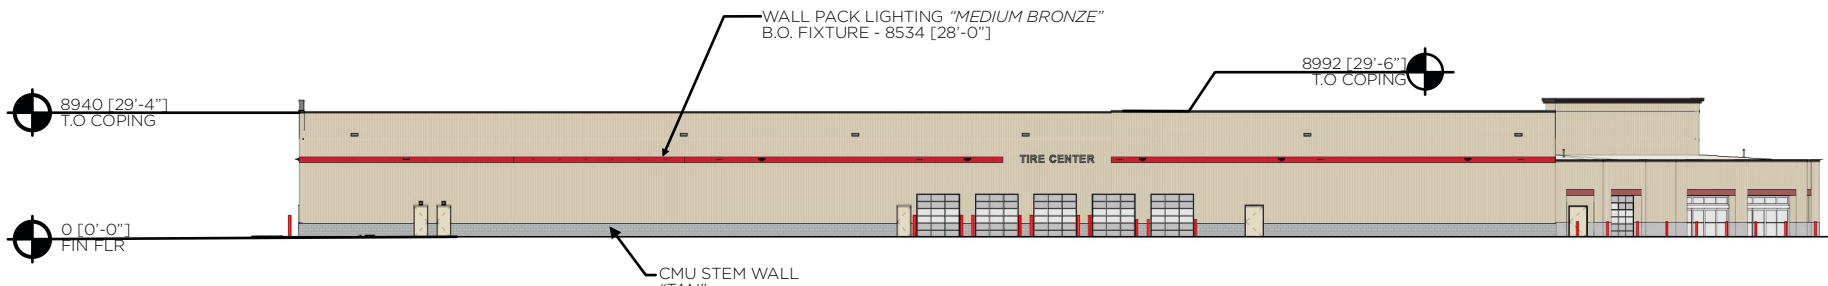 WALL PACK LIGHTING "MEDIUM BRONZE"
B.O. FIXTURE - 8534 [28'-0"]
8992 [29'-6"]
T.O COPING
8940 [29'-4"]
T.O COPING
TIRE CENTER
0 [0'-0"]
FIN FLR
CMU STEM WALL
"TAN"